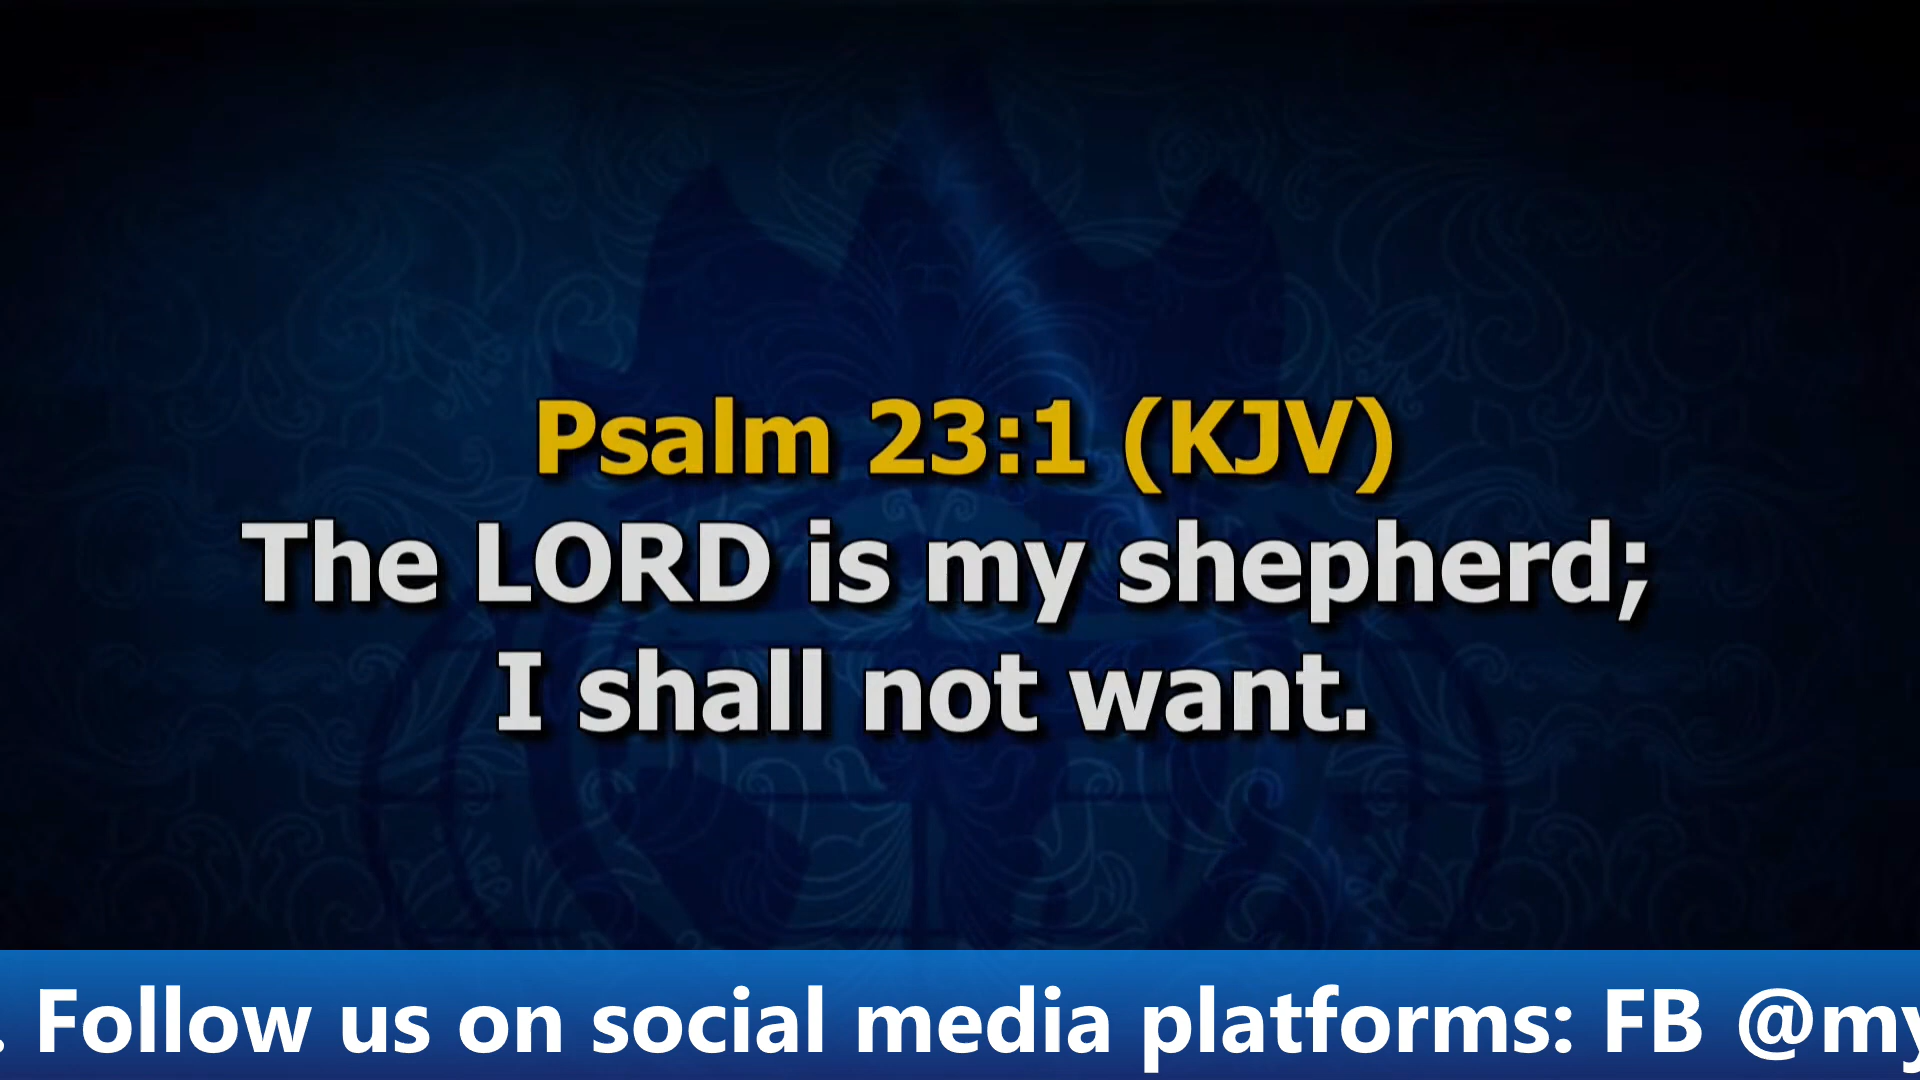 Psalm 23:1 (KJV)
The LORD is my shepherd;
I shall not want.
. Follow us on social media platforms: FB @my